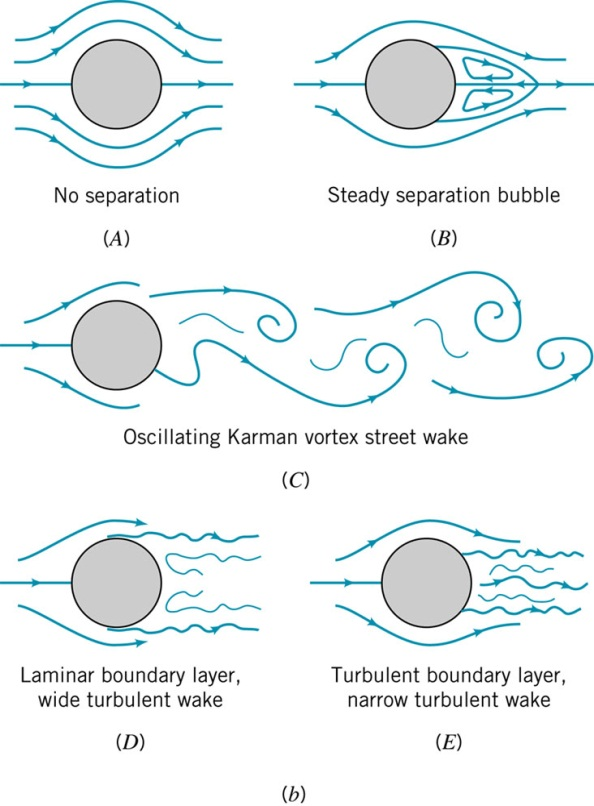 No separation
(A)
Steady separation bubble
(B)
Oscillating Karman vortex street wake
(C)
Laminar boundary layer,
wide turbulent wake
(D)
Turbulent boundary layer,
narrow turbulent wake
(E)
(b)